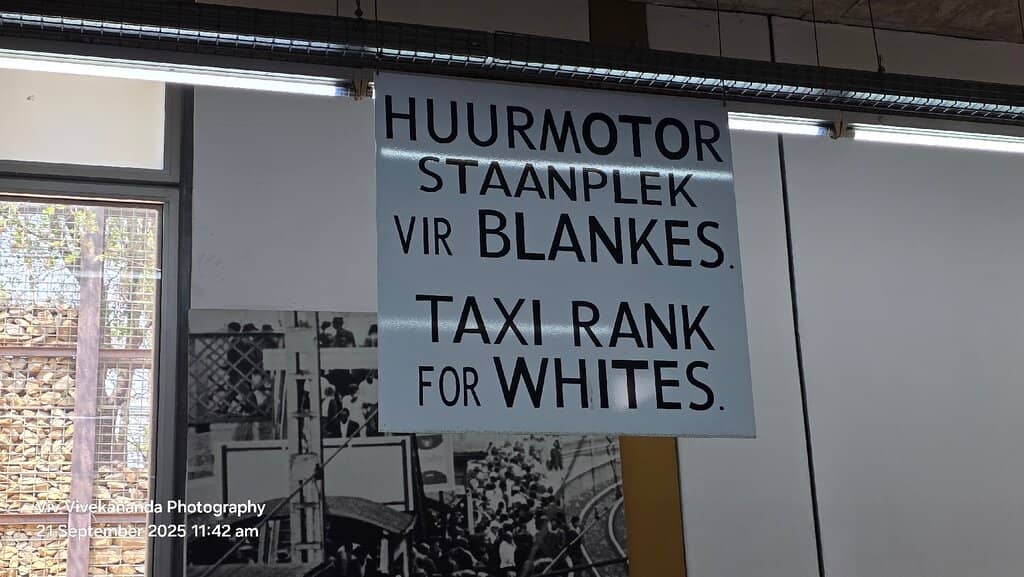 HUURMOTOR
STAANPLEK
VIR BLANKES.
TAXI RANK
FOR WHITES.
Viv Vivekananda Photography
21 September 2025 11:42 am